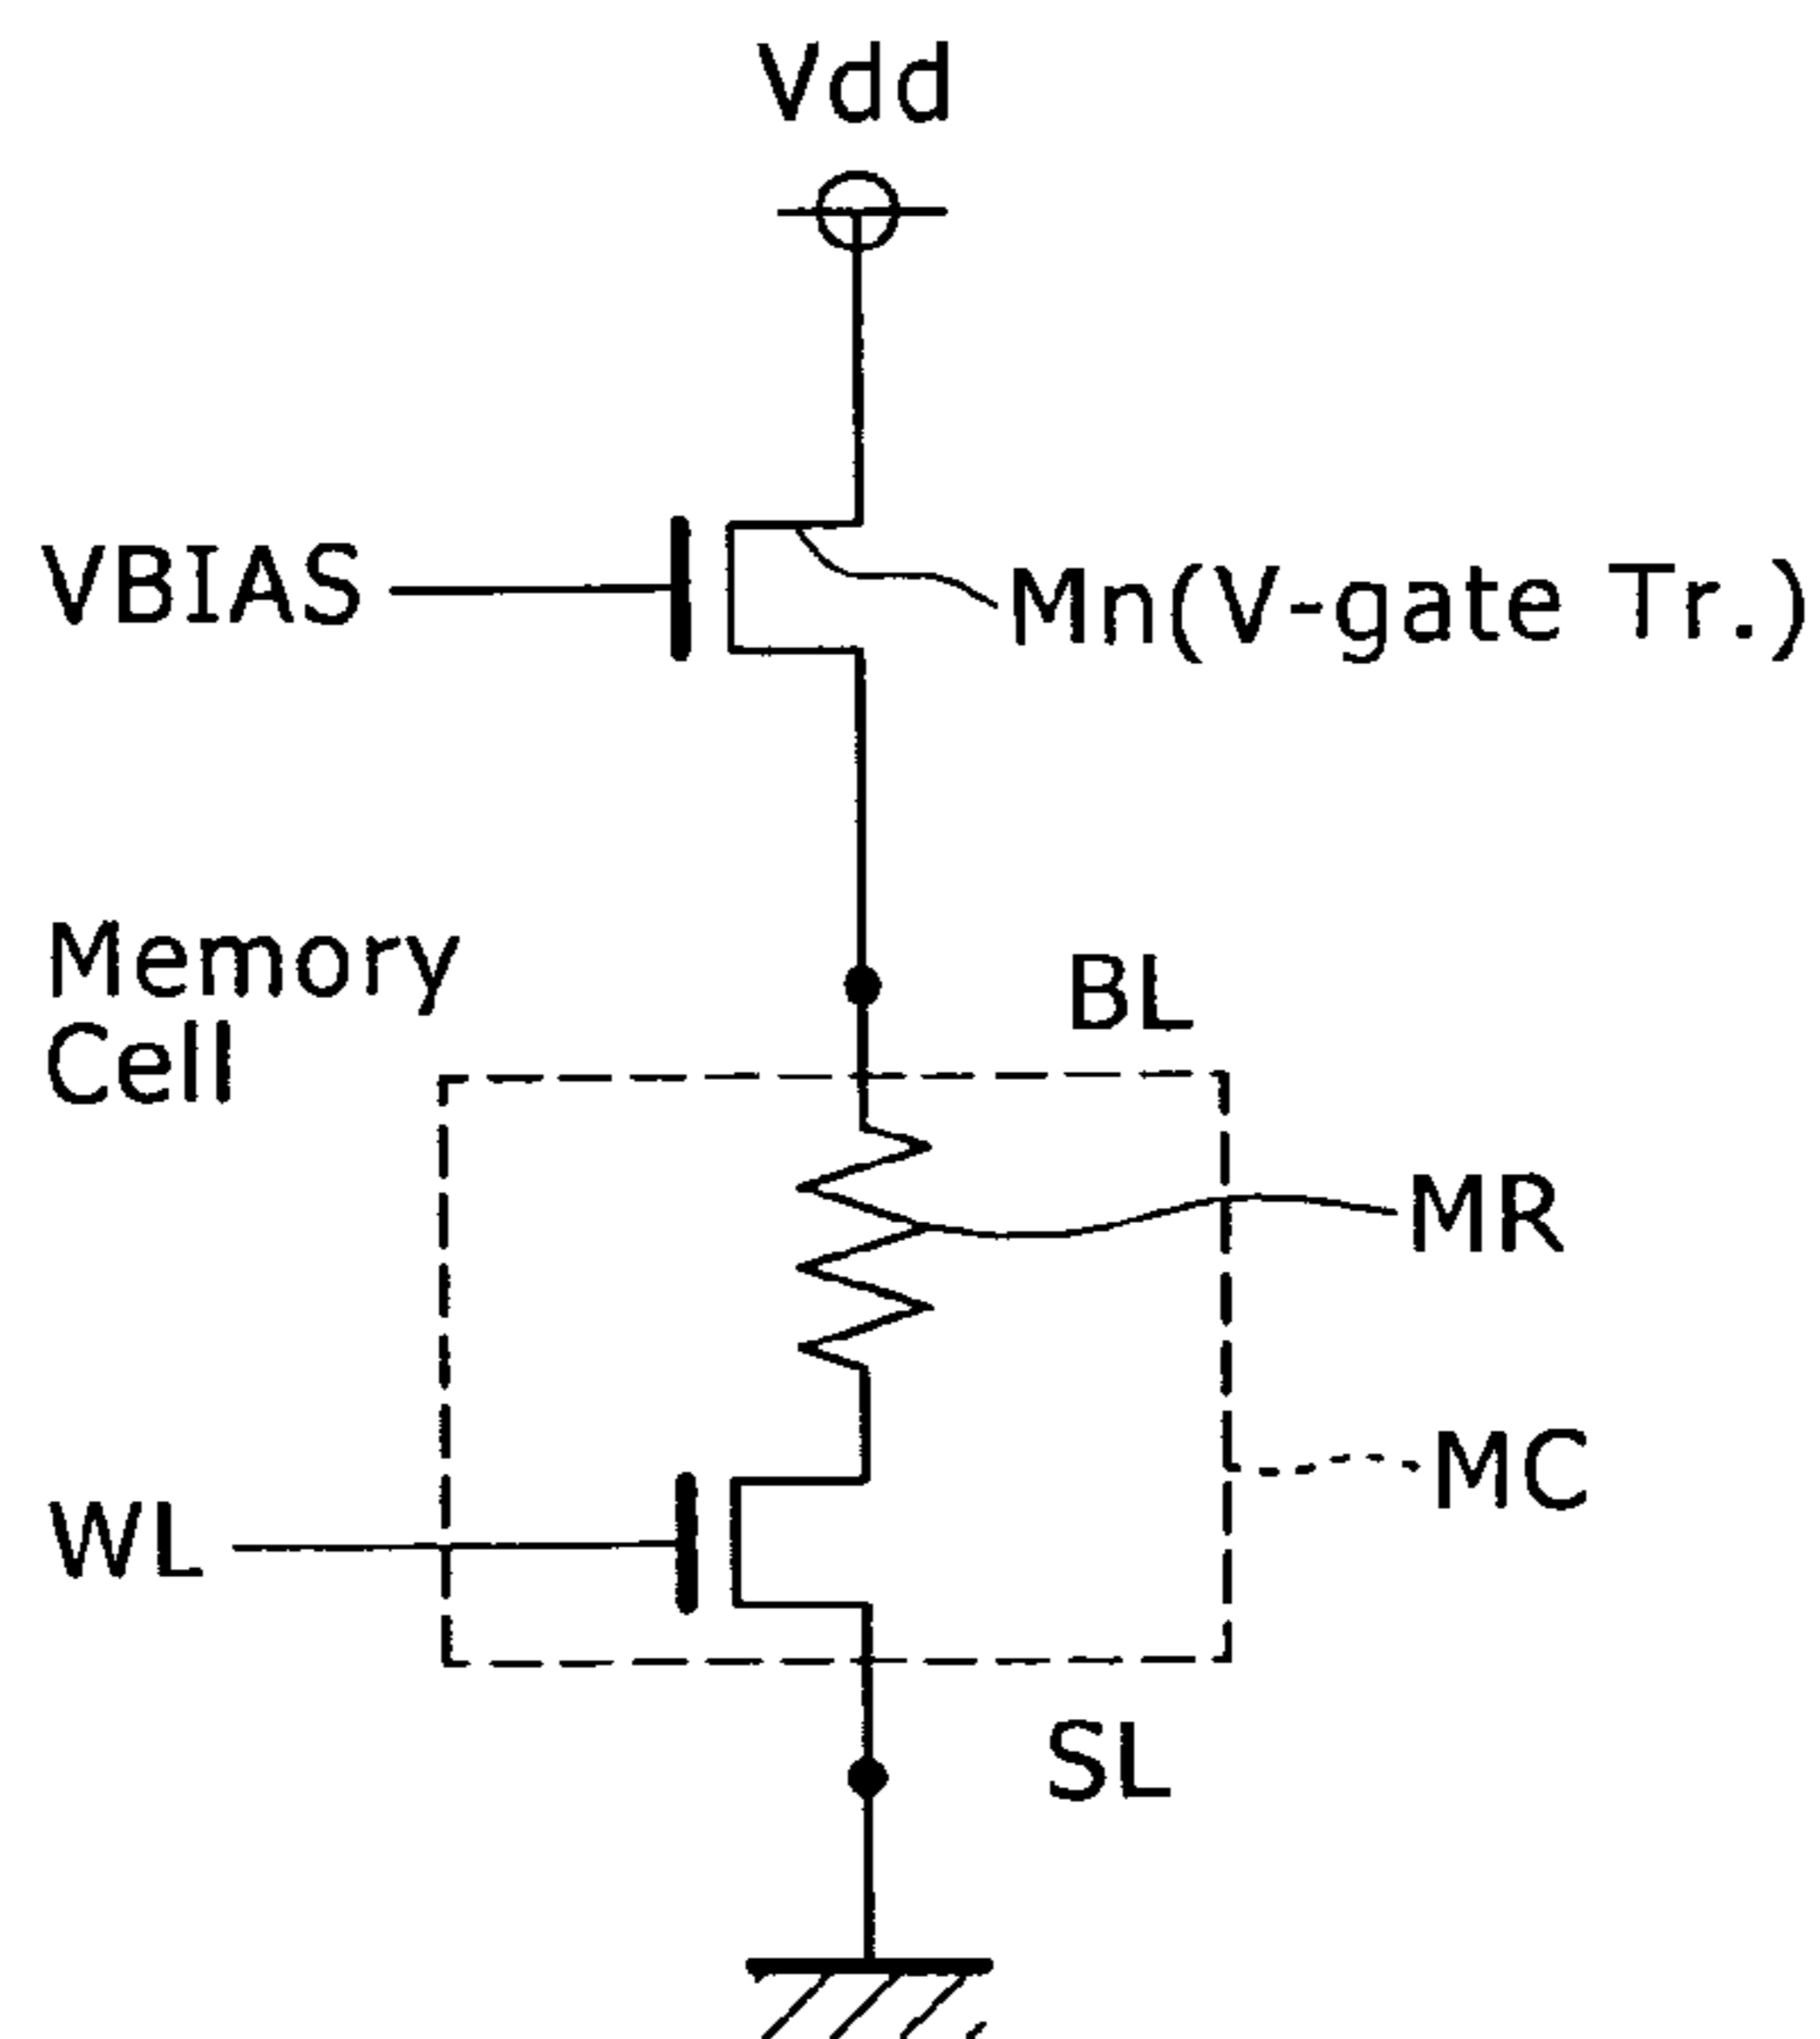 Vdd
VBIAS
Mn(V-gate Tr.)
Memory
Cell
BL
MR
MC
WL
SL